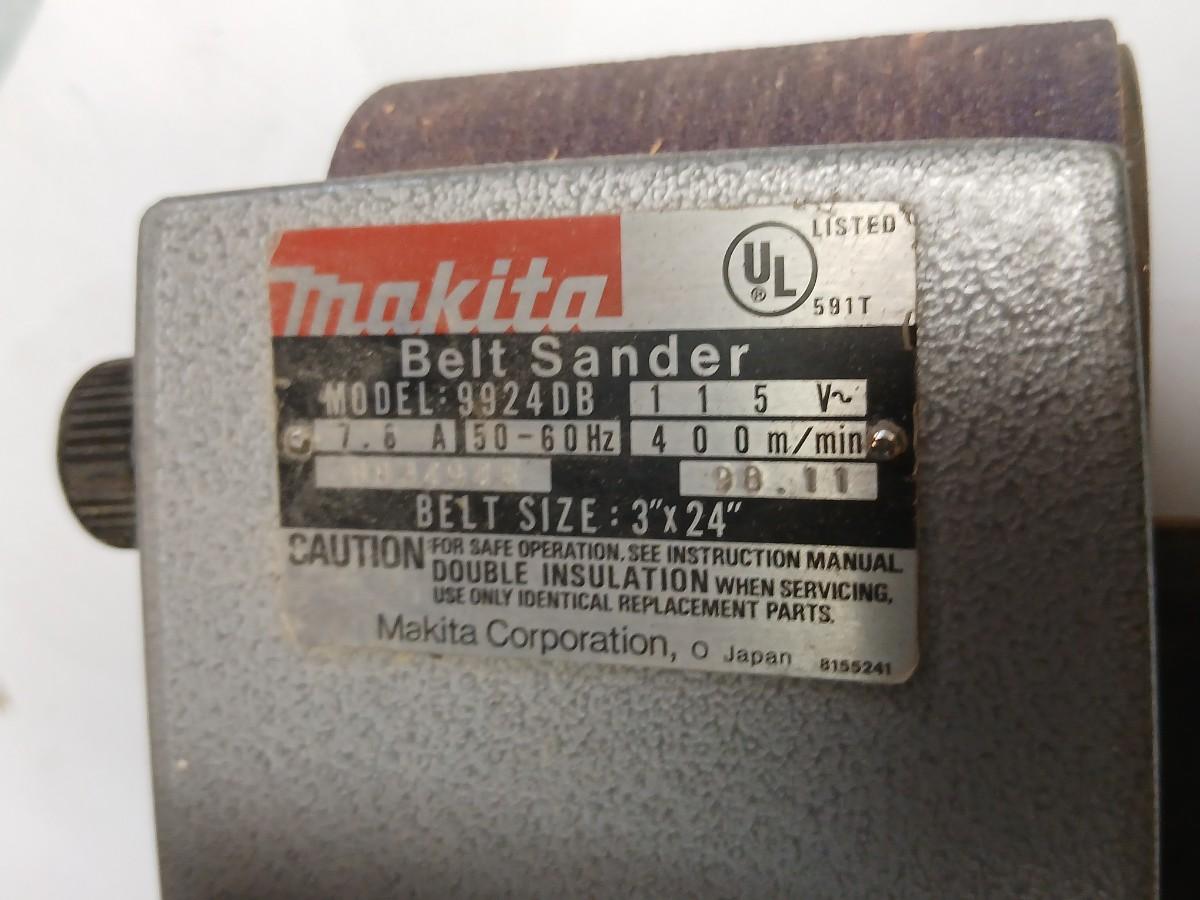 makita
UL
®
LISTED
591T
Belt Sander
MODEL: 9924DB 115 V~
7.8 A 50-60Hz 400 m/min
98.11
BELT SIZE: 3"x24"
CAUTION FOR SAFE OPERATION, SEE INSTRUCTION MANUAL
DOUBLE INSULATION WHEN SERVICING,
USE ONLY IDENTICAL REPLACEMENT PARTS.
Makita Corporation, O Japan 8155241